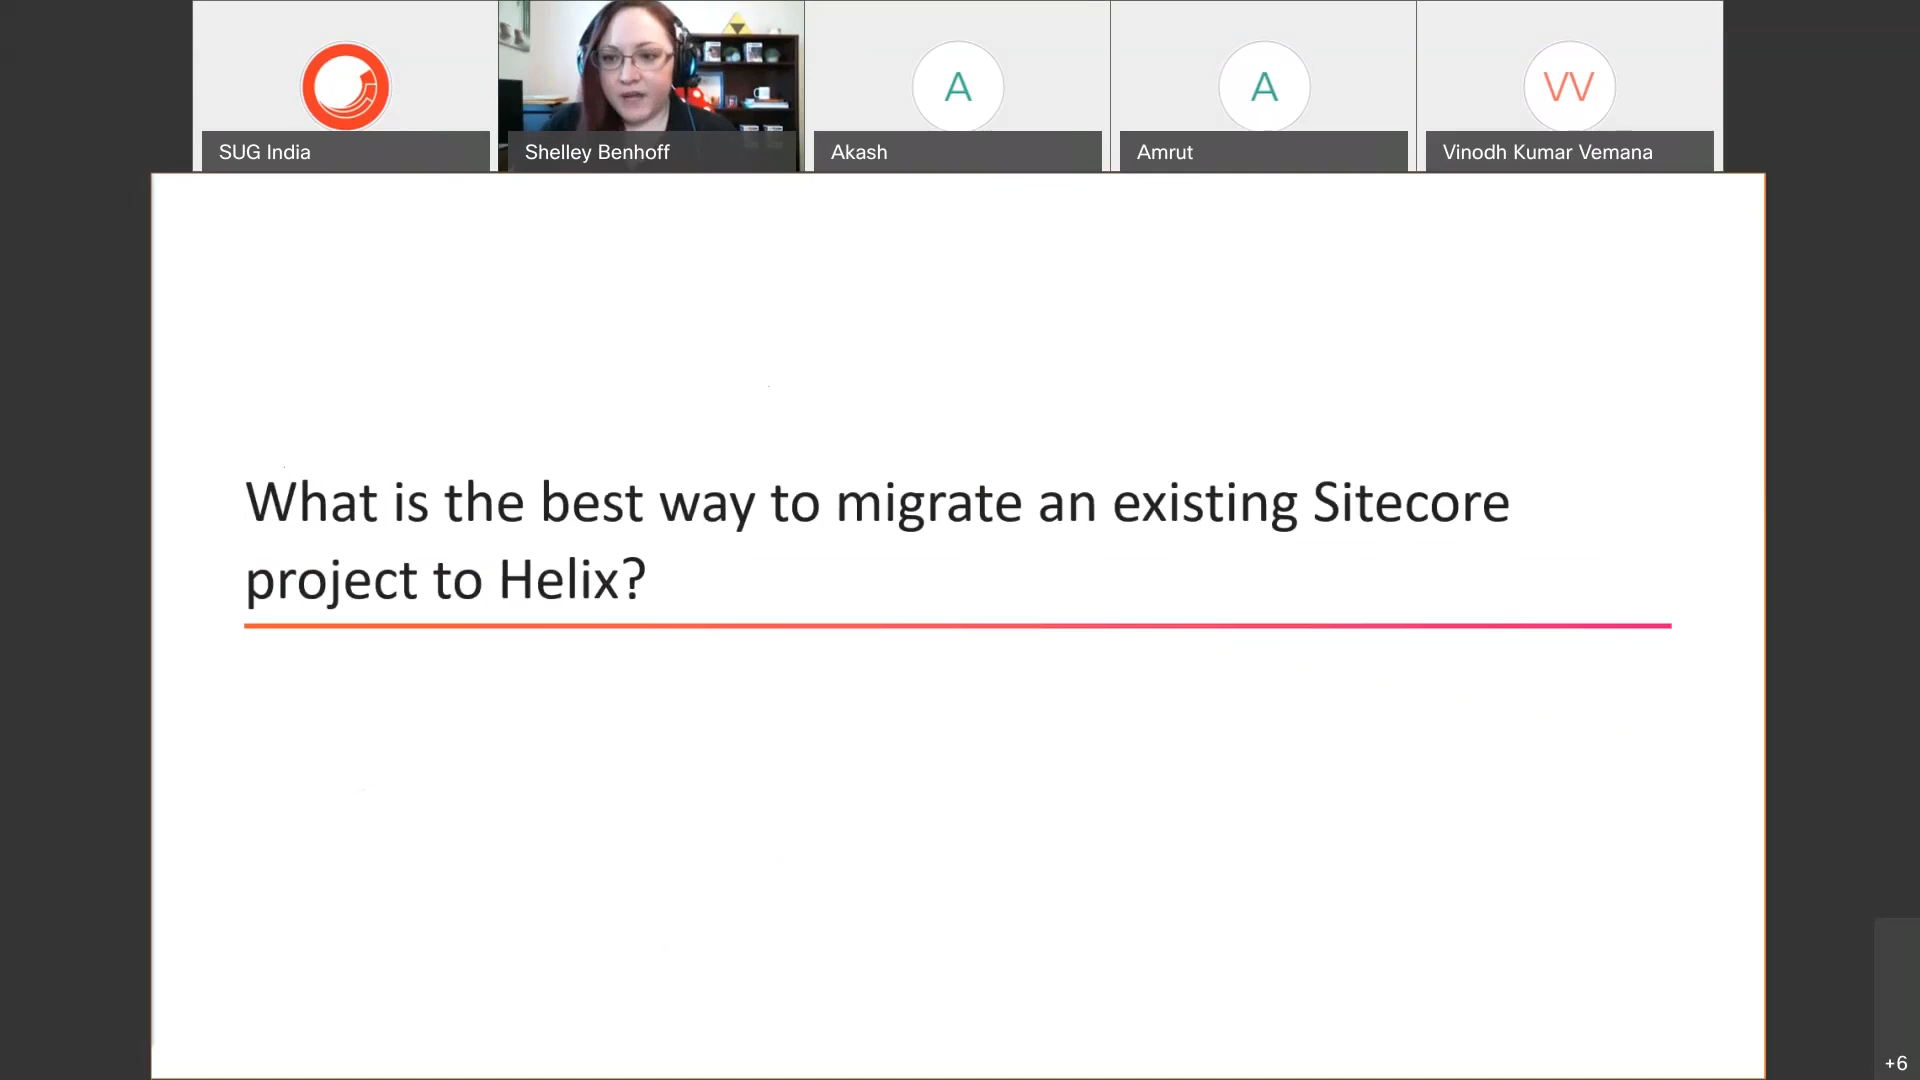 SUG India
Shelley Benhoff
A
Akash
A
Amrut
VV
Vinodh Kumar Vemana
What is the best way to migrate an existing Sitecore
project to Helix?
+6